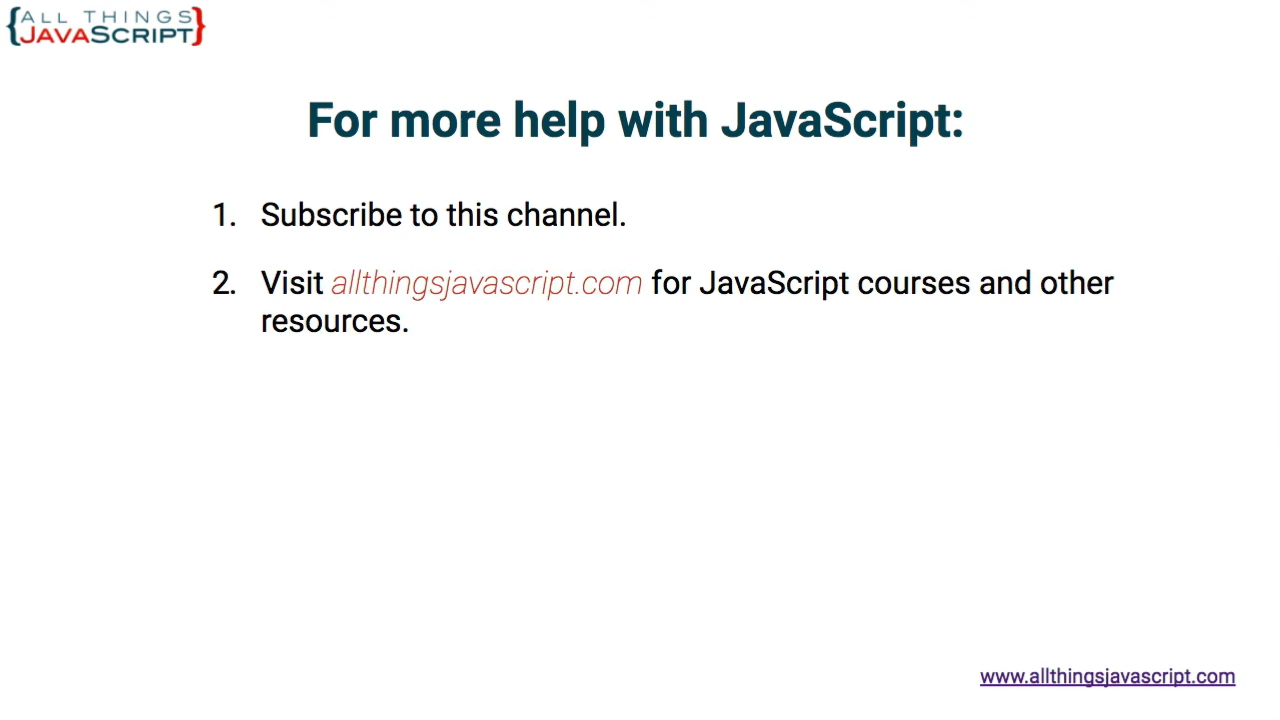 {ALL THINGS
JAVASCRIPT}
For more help with JavaScript:
1. Subscribe to this channel.
2. Visit allthingsjavascript.com for JavaScript courses and other
resources.
www.allthingsjavascript.com